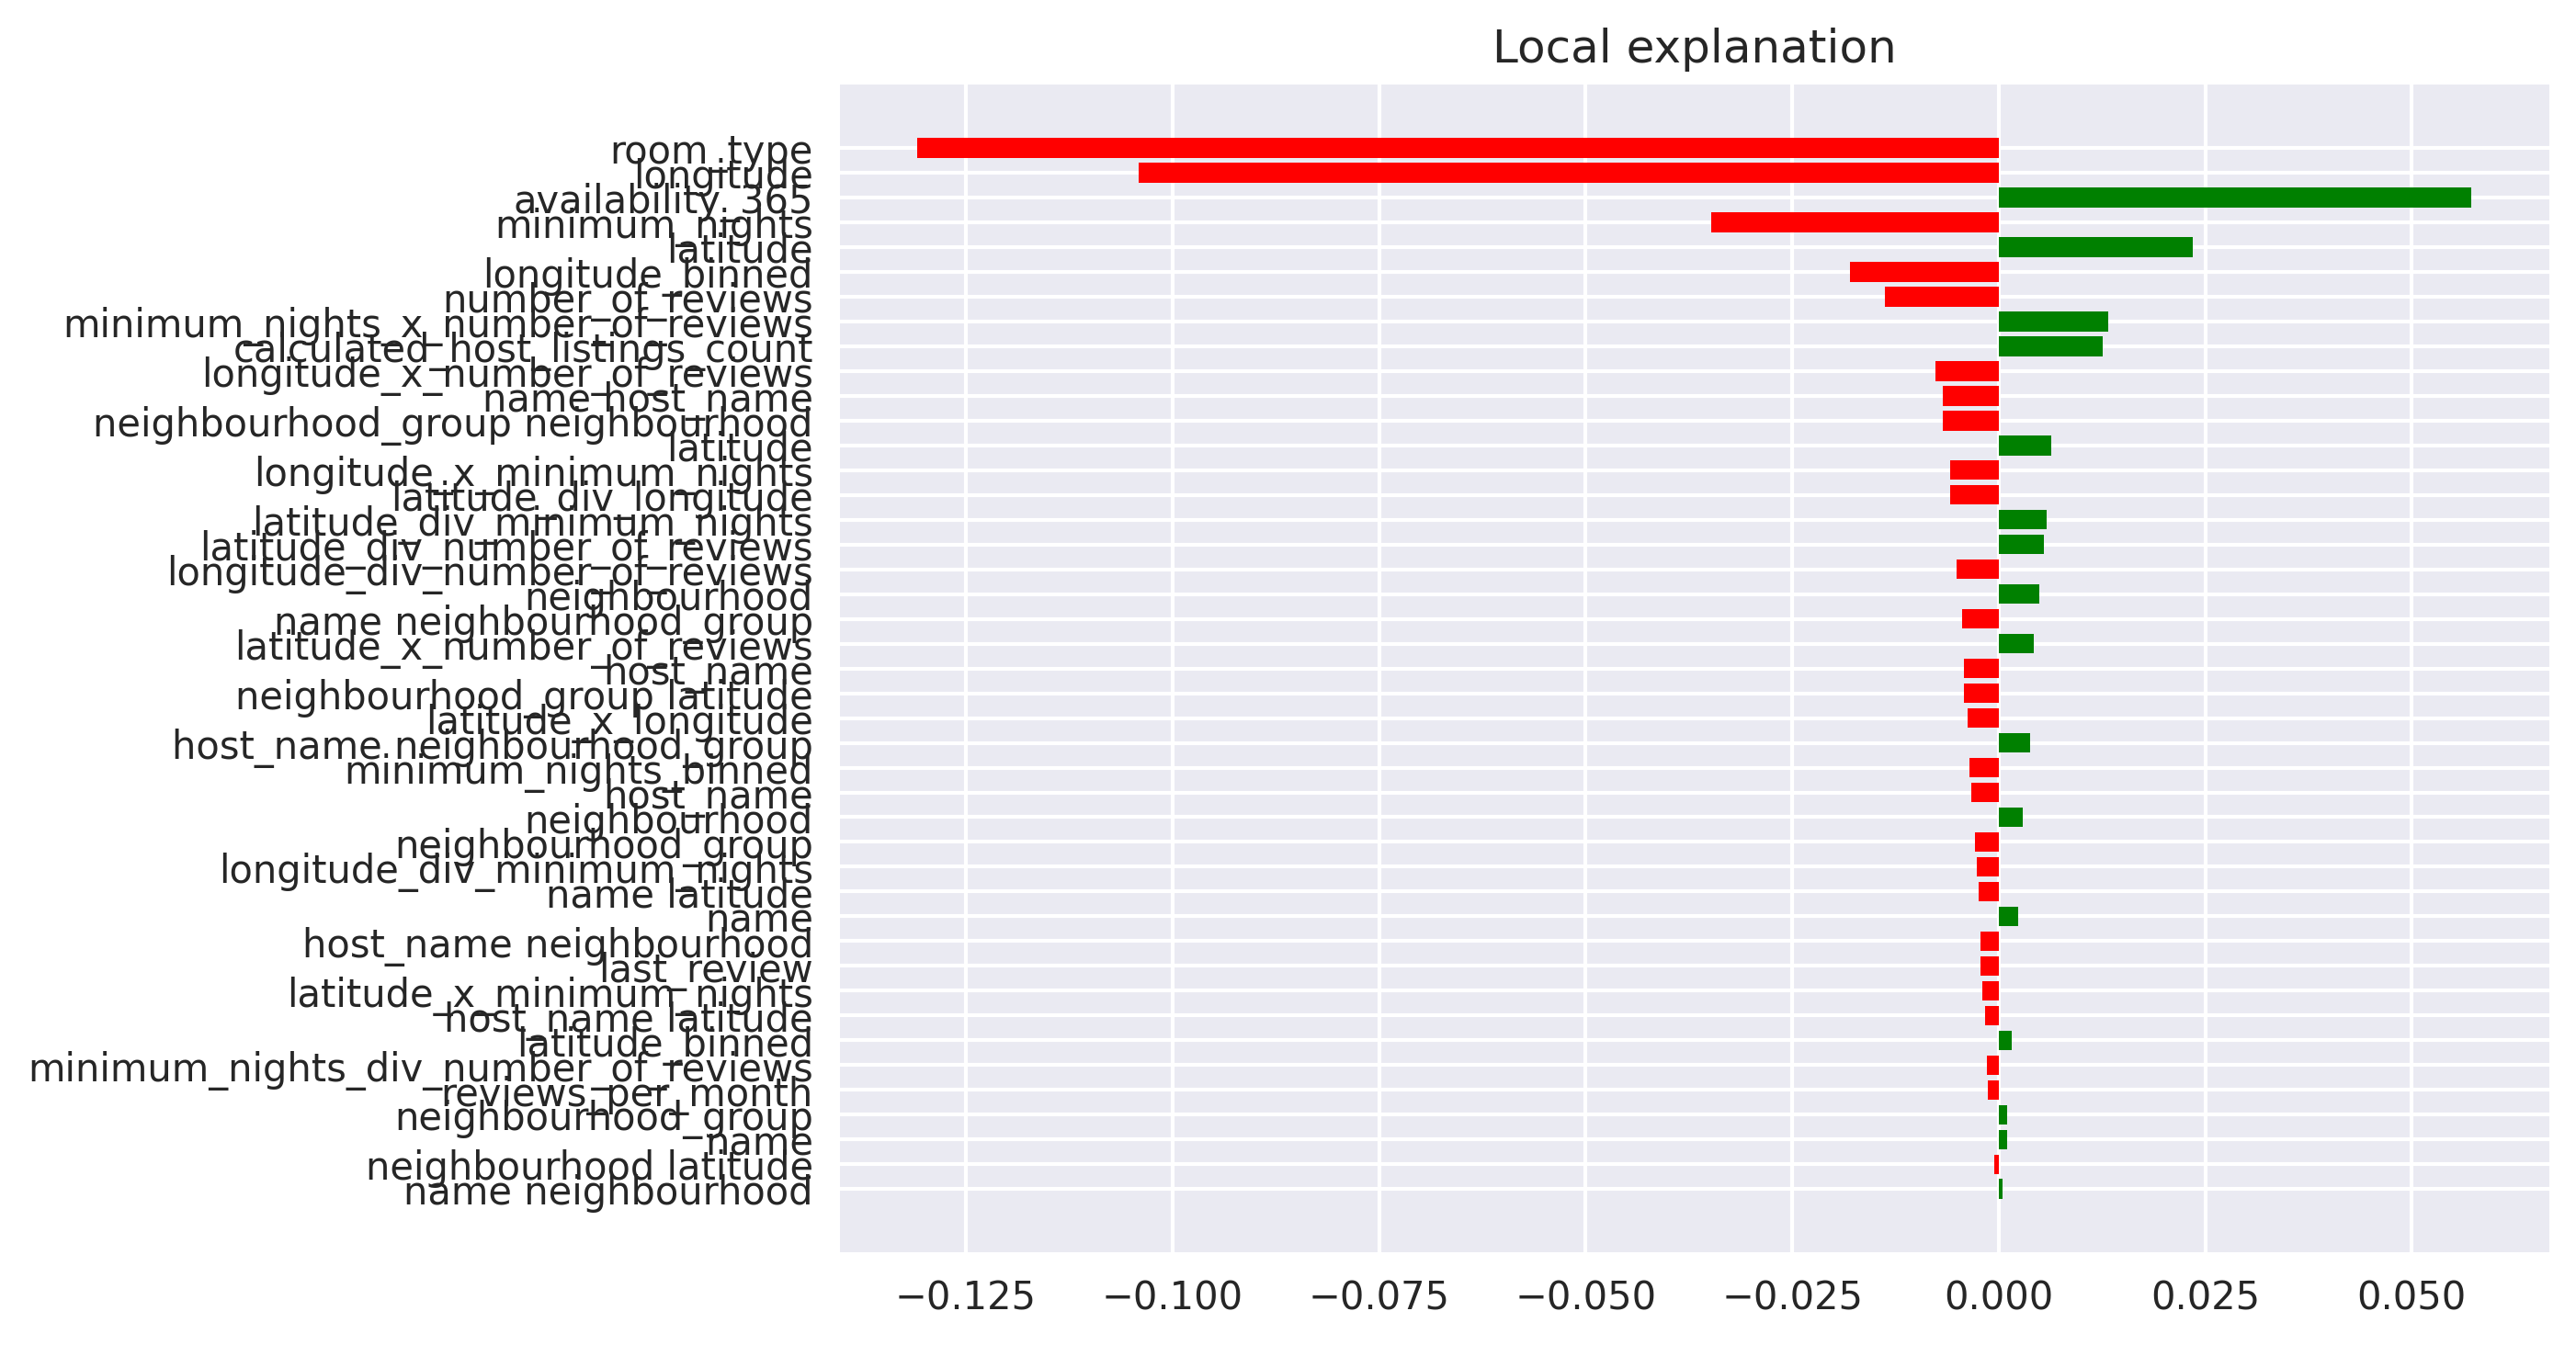 Local explanation
room_type
longitude
availability_365
minimum_nights
latitude
longitude_binned
number_of_reviews
minimum_nights_x_number_of_reviews
calculated_host_listings_count
longitude_x_number_of_reviews
name host_name
neighbourhood_group neighbourhood
latitude
longitude_x_minimum_nights
latitude_div_longitude
latitude_div_minimum_nights
latitude_div_number_of_reviews
longitude_div_number_of_reviews
neighbourhood
name neighbourhood_group
latitude_x_number_of_reviews
host_name
neighbourhood_group latitude
latitude_x_longitude
host_name neighbourhood_group
minimum_nights_binned
host_name
neighbourhood
neighbourhood_group
longitude_div_minimum_nights
name latitude
name
host_name neighbourhood
last_review
latitude_x_minimum_nights
host_name latitude
latitude_binned
minimum_nights_div_number_of_reviews
reviews_per_month
neighbourhood_group
name
neighbourhood latitude
name neighbourhood
−0.125 −0.100 −0.075 −0.050 −0.025 0.000 0.025 0.050